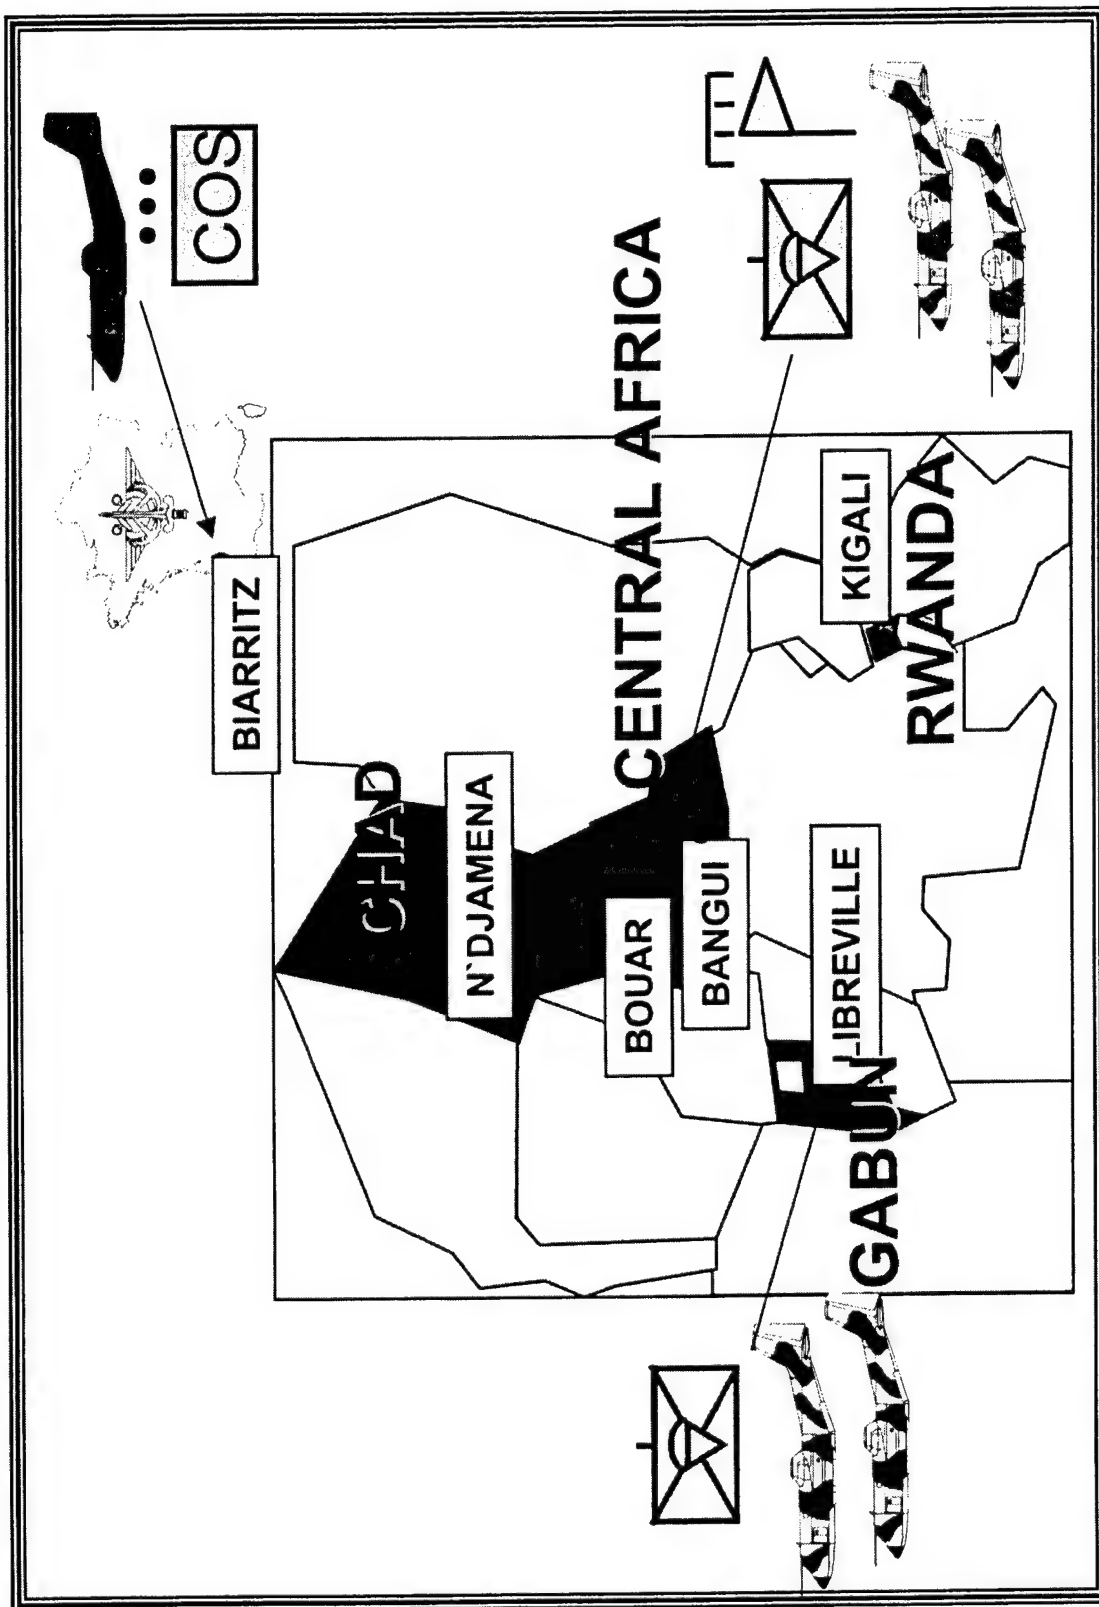 COS
BIARRITZ
CHAD
N`DJAMENA
BOUAR
CENTRAL AFRICA
BANGUI
LIBREVILLE
KIGALI
GABUN
RWANDA